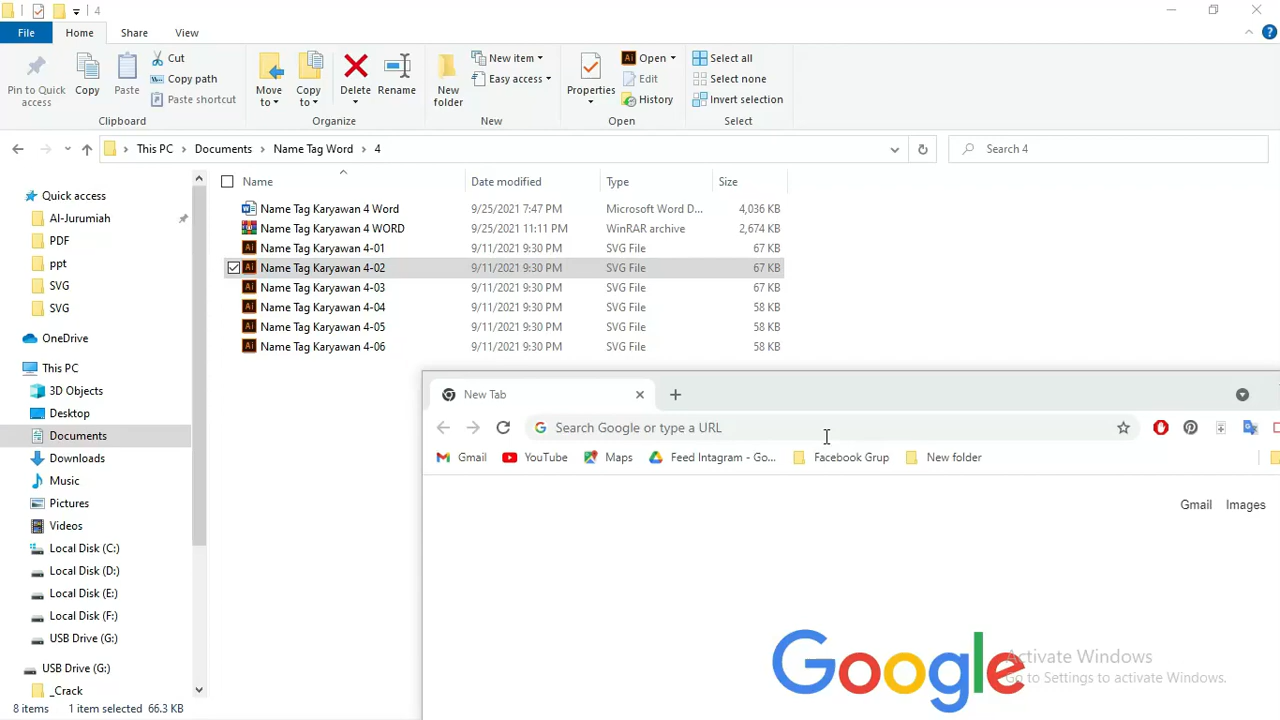 4
File Home Share View
Cut
Copy path
Paste shortcut
Pin to Quick access
Copy
Paste
Clipboard
Move to
Copy to
Delete
Rename
Organize
New folder
New item
Easy access
New
Properties
Open
Edit
History
Open
Select all
Select none
Invert selection
Select
This PC > Documents > Name Tag Word > 4
Search 4
Name Date modified Type Size
Name Tag Karyawan 4 Word 9/25/2021 7:47 PM Microsoft Word D... 4,036 KB
Name Tag Karyawan 4 WORD 9/25/2021 11:11 PM WinRAR archive 2,674 KB
Name Tag Karyawan 4-01 9/11/2021 9:30 PM SVG File 67 KB
Name Tag Karyawan 4-02 9/11/2021 9:30 PM SVG File 67 KB
Name Tag Karyawan 4-03 9/11/2021 9:30 PM SVG File 67 KB
Name Tag Karyawan 4-04 9/11/2021 9:30 PM SVG File 58 KB
Name Tag Karyawan 4-05 9/11/2021 9:30 PM SVG File 58 KB
Name Tag Karyawan 4-06 9/11/2021 9:30 PM SVG File 58 KB
Quick access
Al-Jurumiah
PDF
ppt
SVG
SVG
OneDrive
This PC
3D Objects
Desktop
Documents
Downloads
Music
Pictures
Videos
Local Disk (C:)
Local Disk (D:)
Local Disk (E:)
Local Disk (F:)
USB Drive (G:)
USB Drive (G:)
_Crack
8 items 1 item selected 66.3 KB
New Tab
Search Google or type a URL
Gmail YouTube Maps Feed Intagram - Go... Facebook Grup New folder
Gmail Images
Google
Activate Windows
Go to Settings to activate Windows.